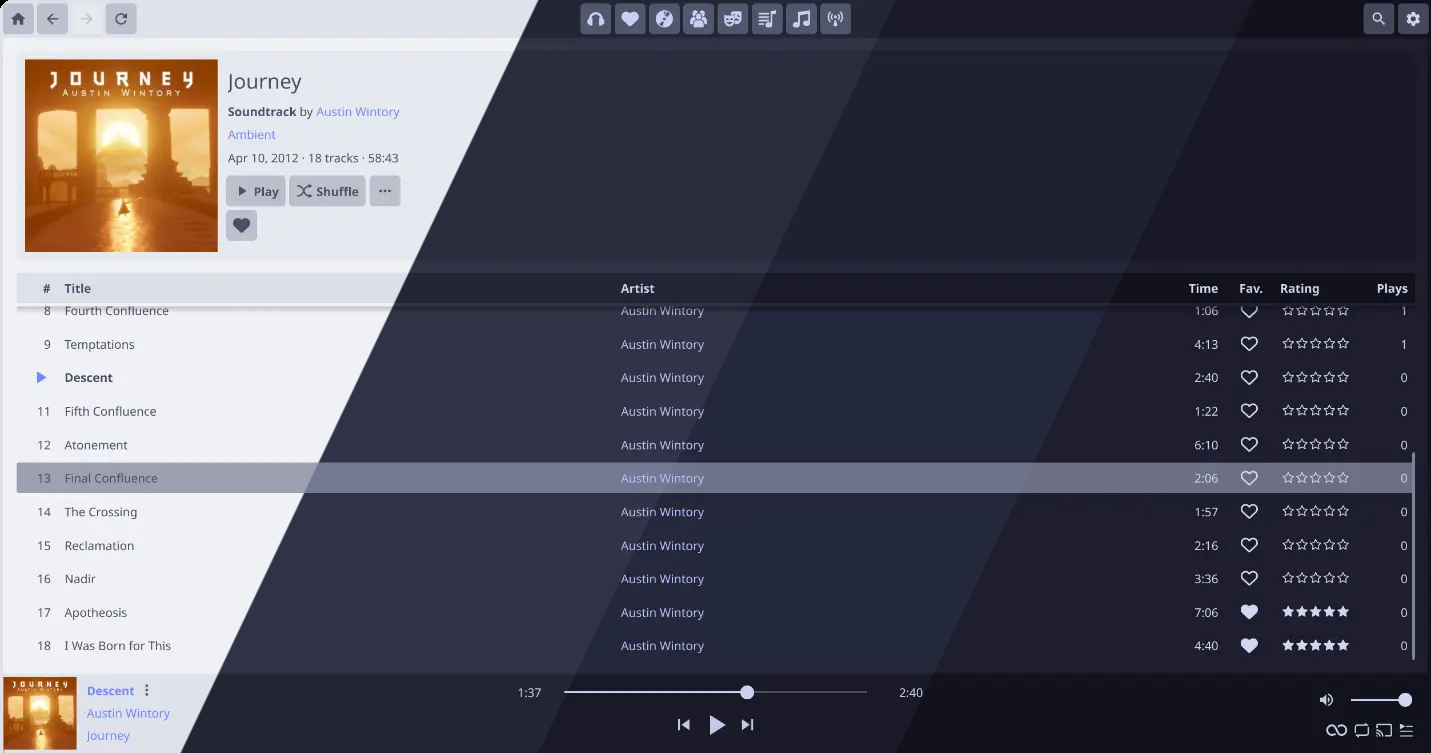 JOURNEY
AUSTIN WINTORY
Journey
Soundtrack by Austin Wintory
Ambient
Apr 10, 2012 · 18 tracks · 58:43
Play Shuffle
# Title Artist Time Fav. Rating Plays
8 Fourth Confluence Austin Wintory 1:06 1
9 Temptations Austin Wintory 4:13 1
Descent Austin Wintory 2:40 0
11 Fifth Confluence Austin Wintory 1:22 0
12 Atonement Austin Wintory 6:10 0
13 Final Confluence Austin Wintory 2:06 0
14 The Crossing Austin Wintory 1:57 0
15 Reclamation Austin Wintory 2:16 0
16 Nadir Austin Wintory 3:36 0
17 Apotheosis Austin Wintory 7:06 0
18 I Was Born for This Austin Wintory 4:40 0
JOURNEY
AUSTIN WINTORY
Descent
Austin Wintory
Journey
1:37 2:40